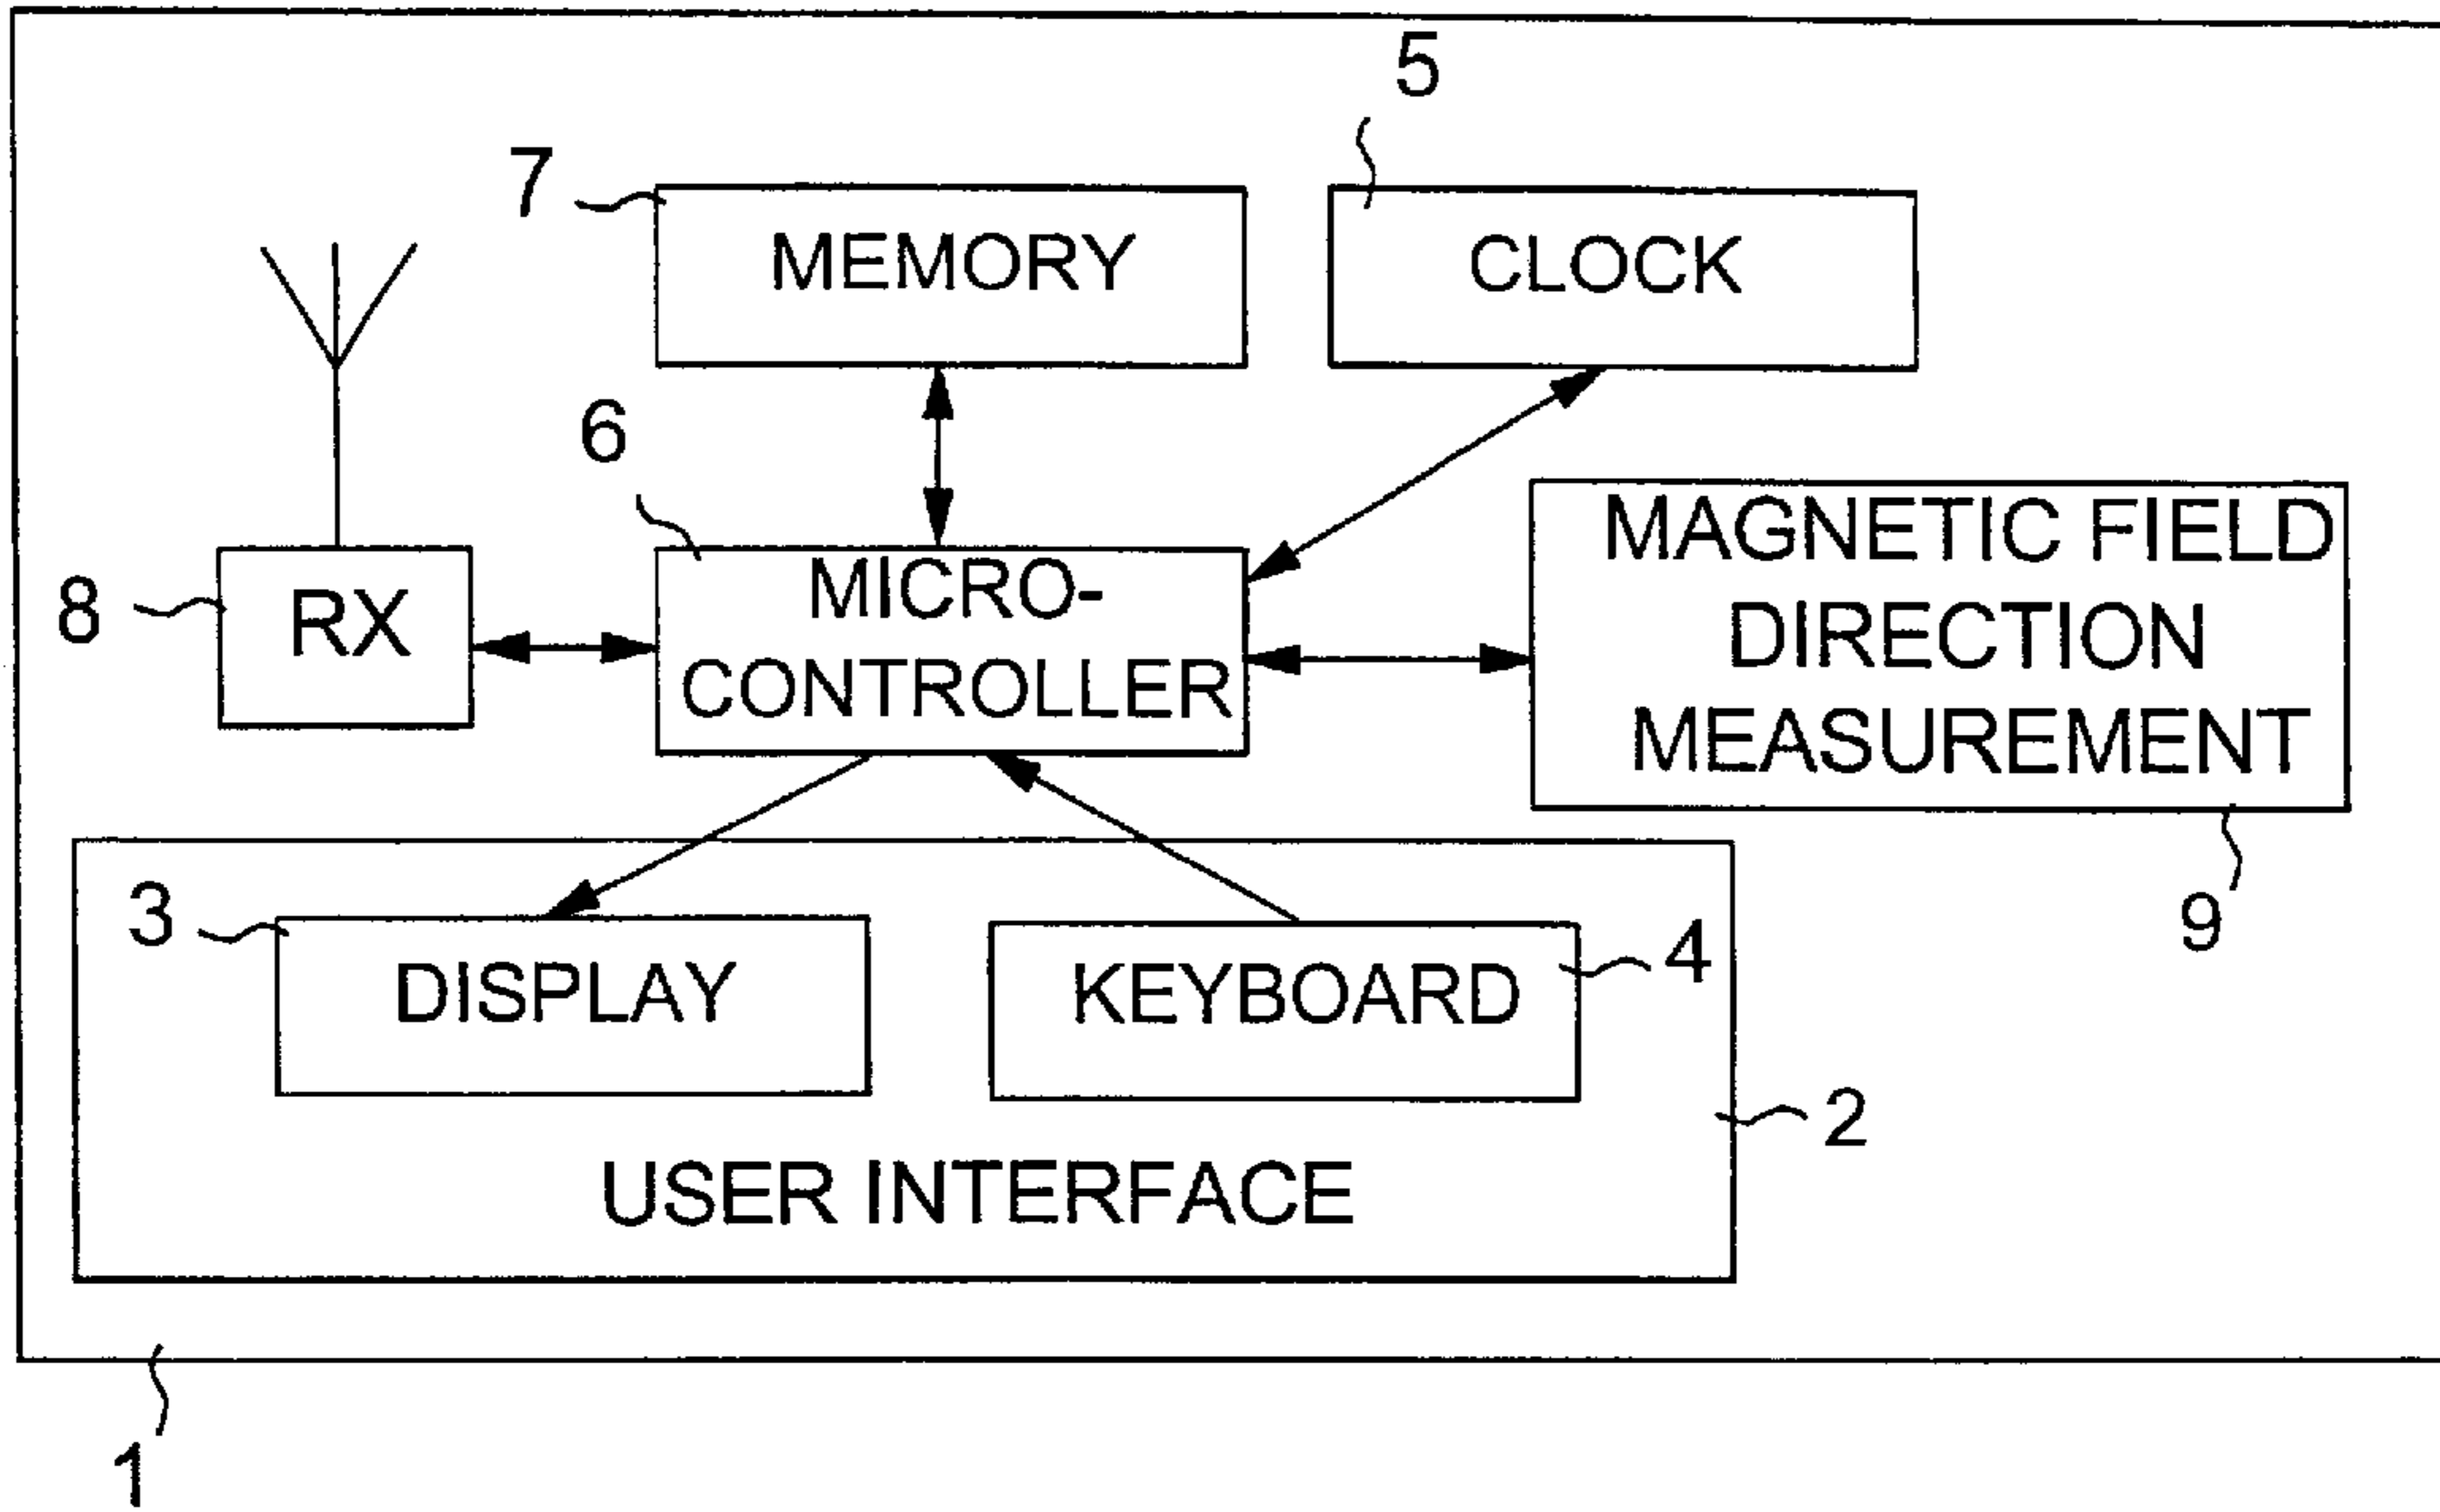 5
7
MEMORY
CLOCK
6
MAGNETIC FIELD
DIRECTION
MEASUREMENT
8
RX
MICRO-
CONTROLLER
3
DISPLAY
KEYBOARD
4
9
2
USER INTERFACE
1